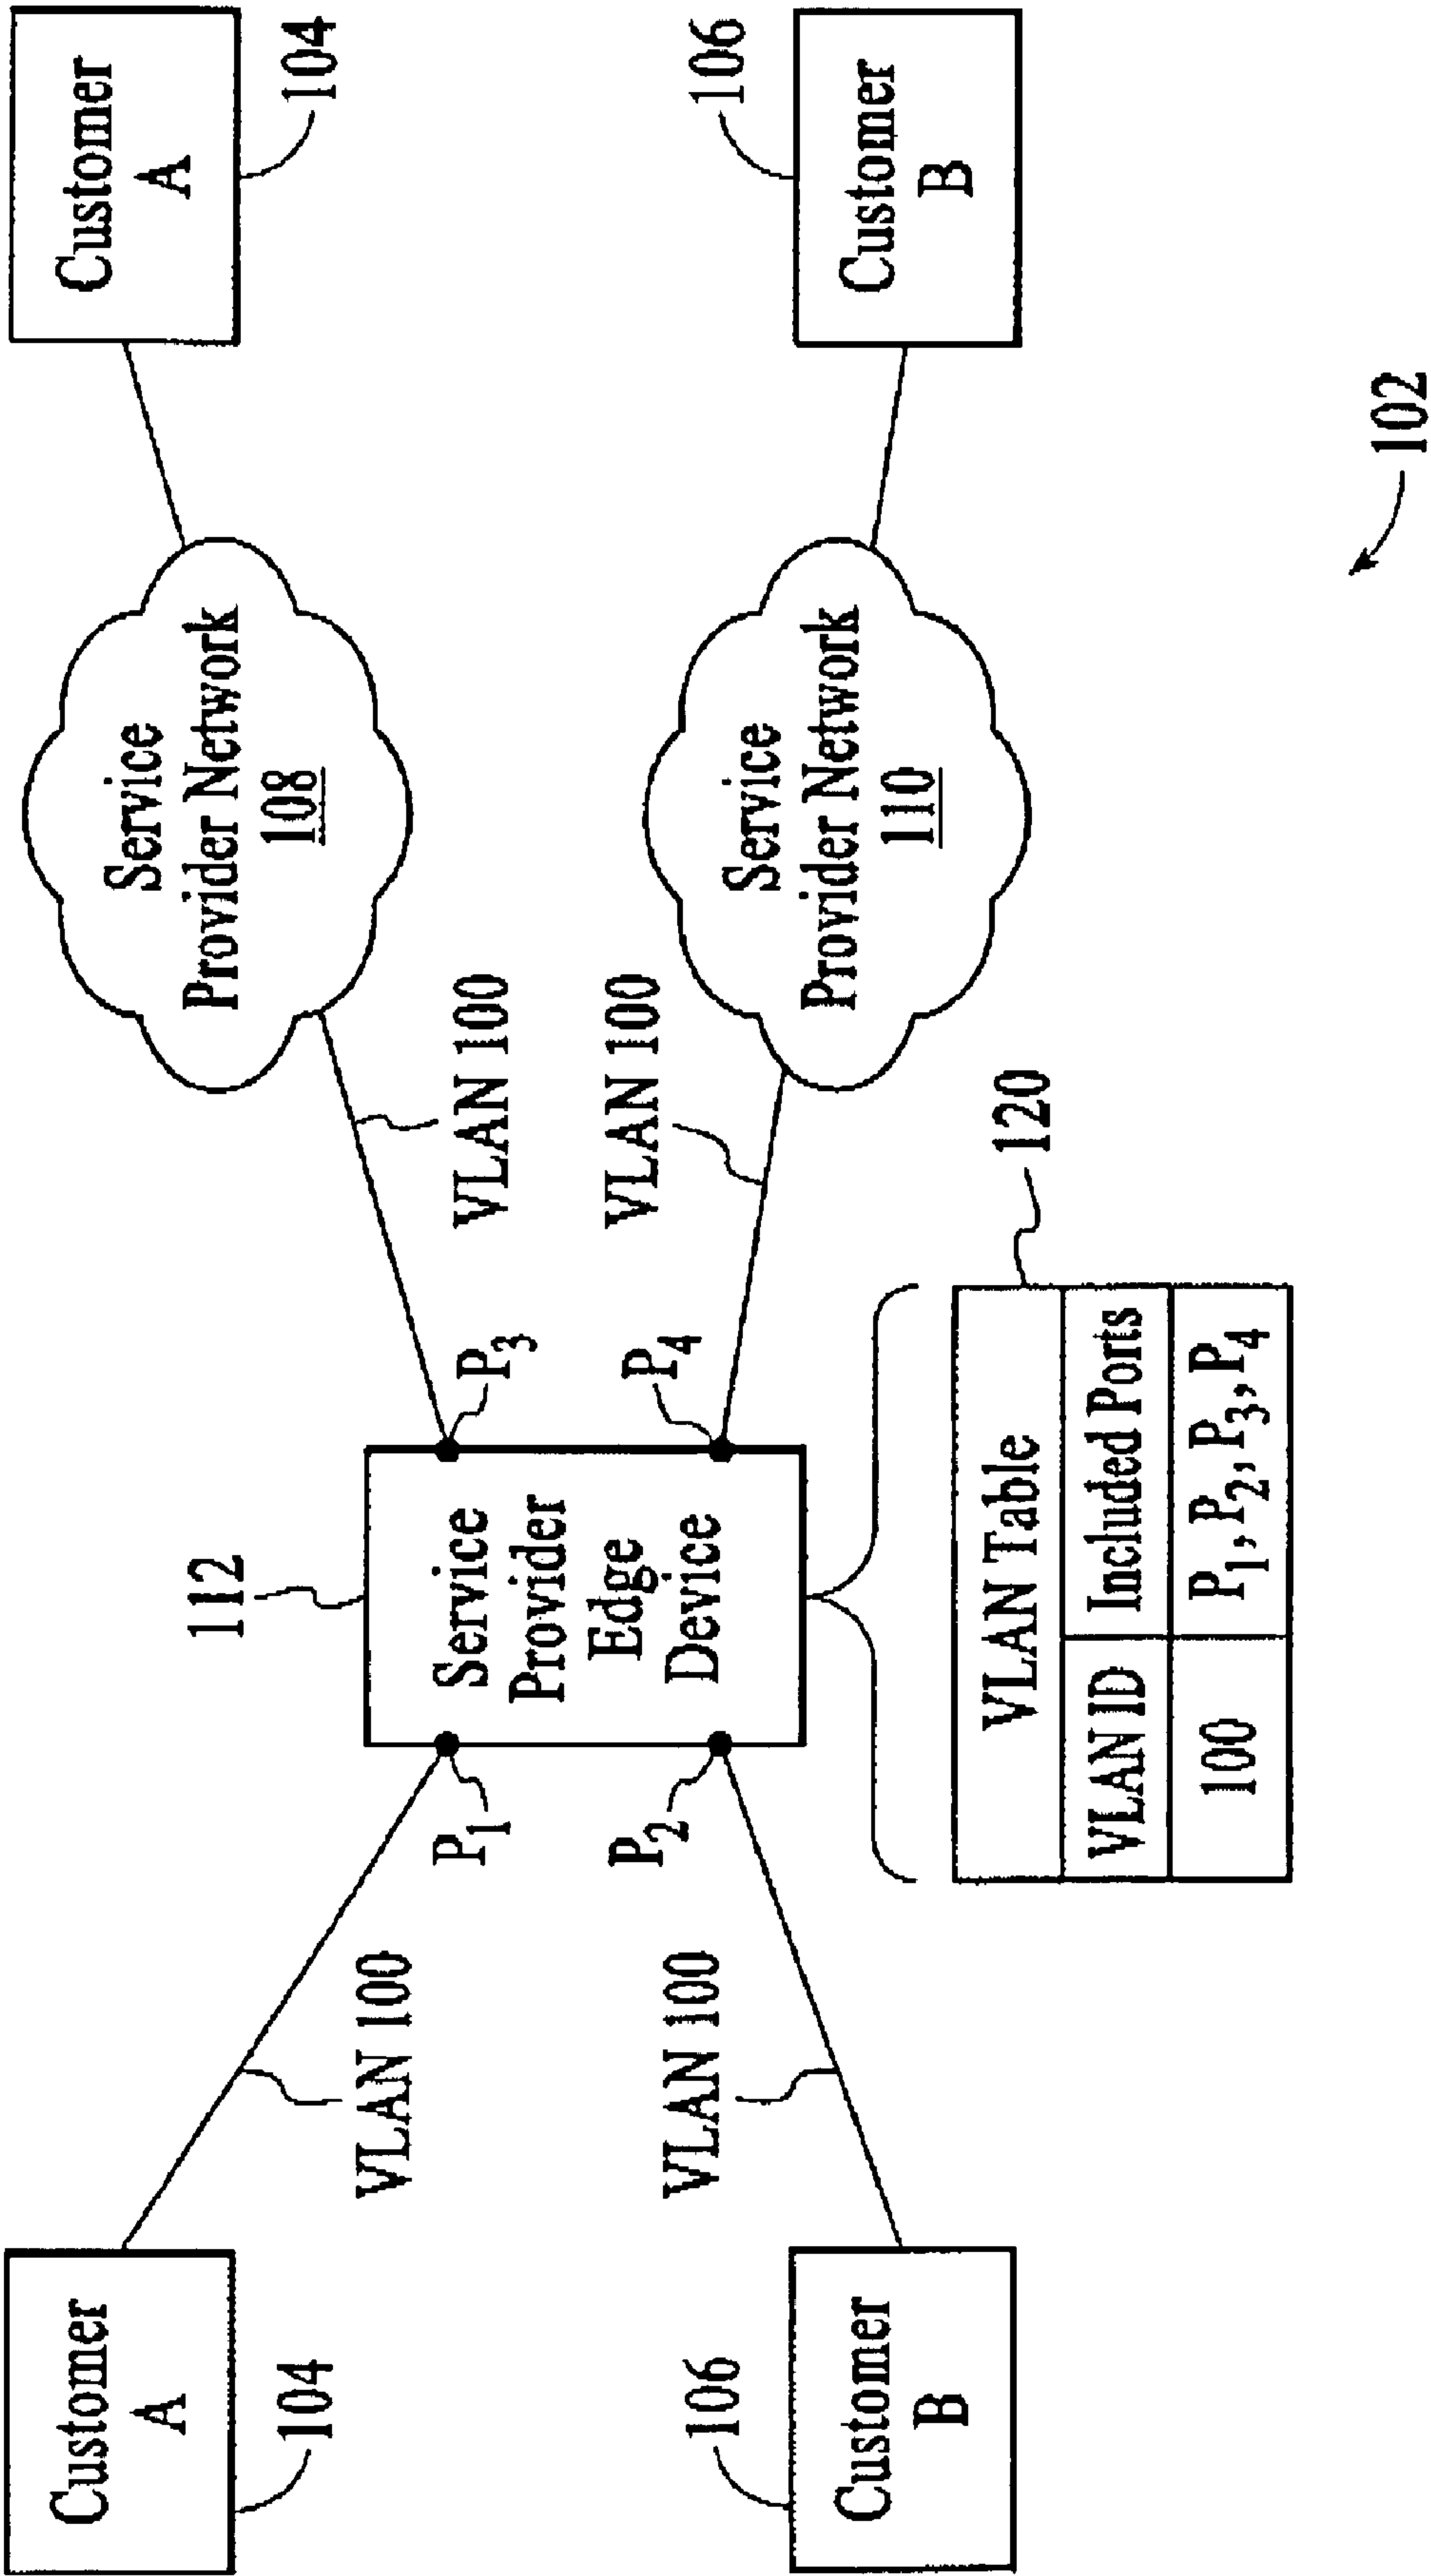 Customer
A
104
VLAN 100
Customer
B
106
VLAN 100
112
P1
P2
Service
Provider
Edge
Device
P3
P4
VLAN 100
VLAN 100
Service
Provider Network
108
Service
Provider Network
110
Customer
A
104
Customer
B
106
VLAN Table
VLAN ID Included Ports
100 P1, P2, P3, P4
120
102